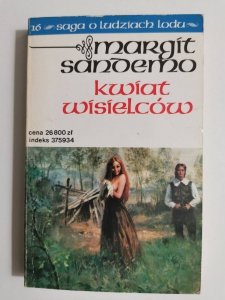 16 saga o ludziach lodu
margit
sandemo
kwiat
wisielców
cena 26 800 zł
indeks 375934